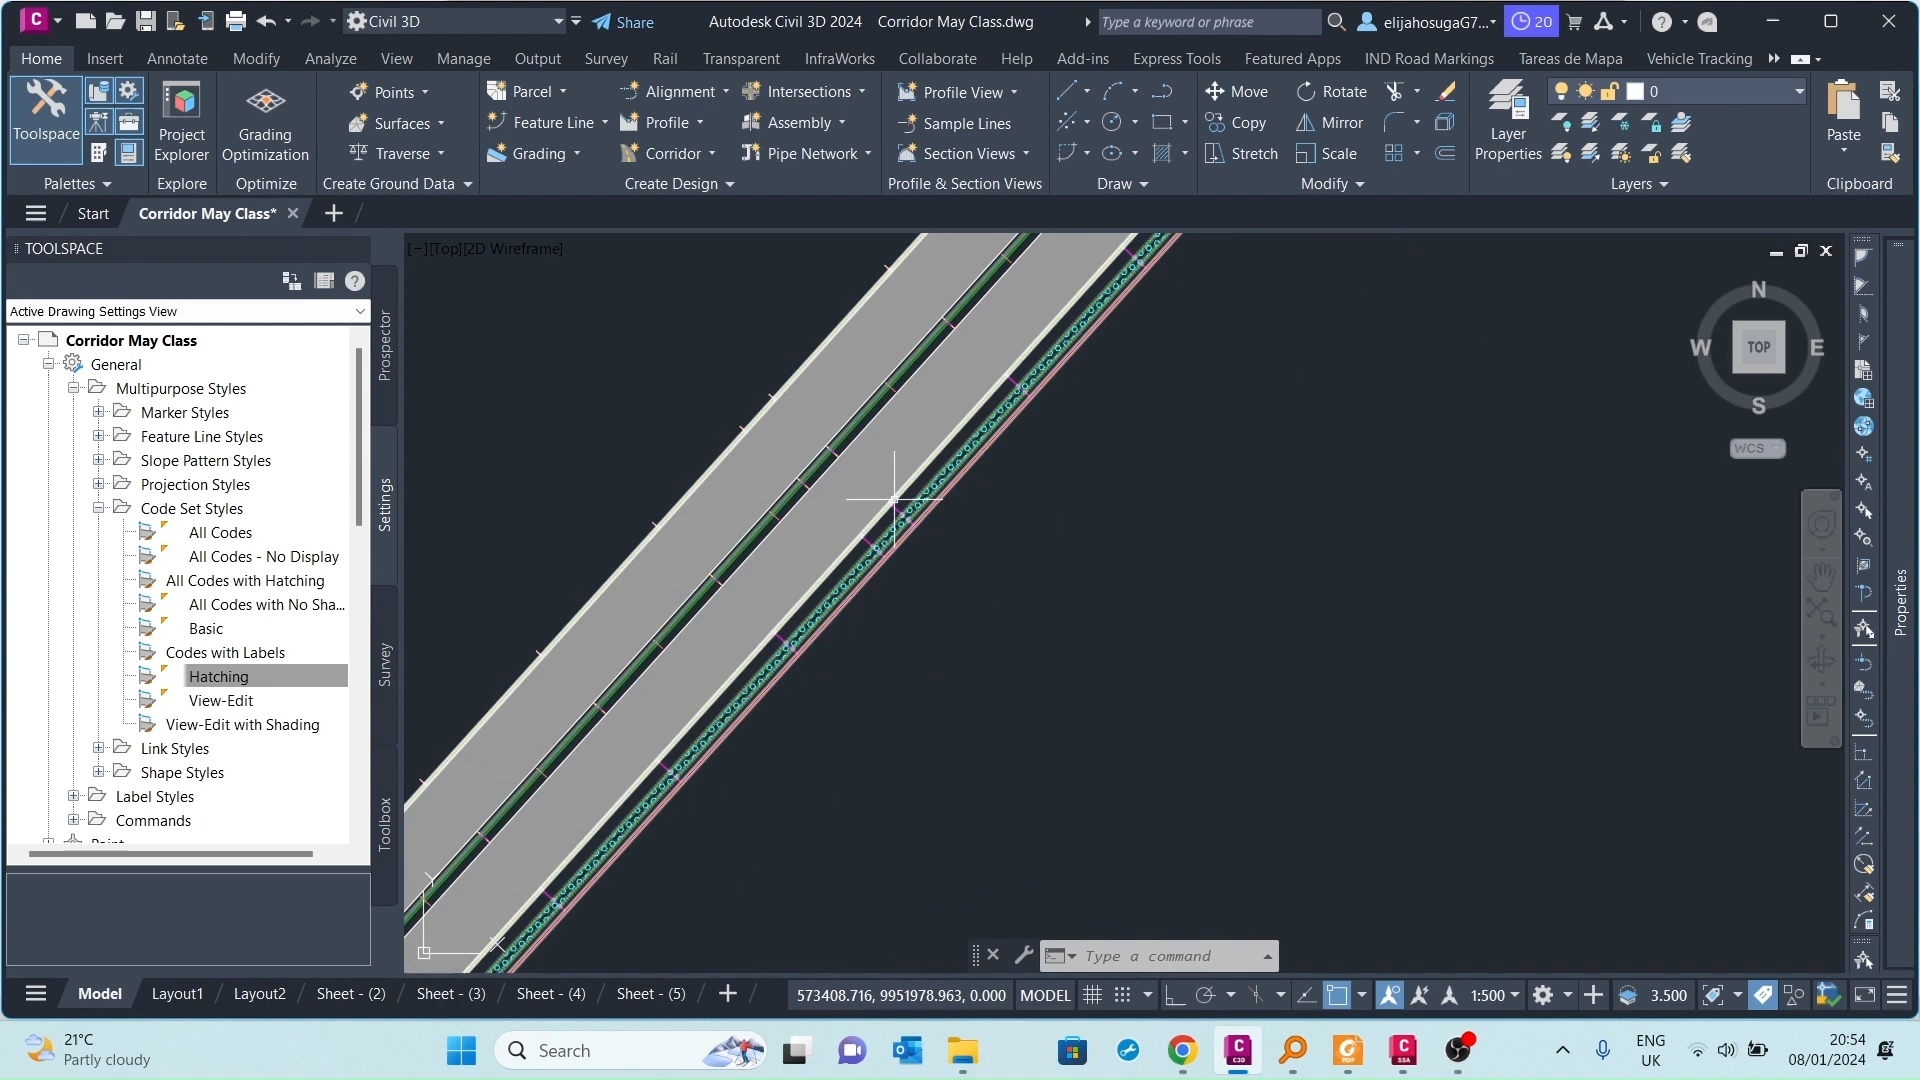 Civil 3D
Share
Autodesk Civil 3D 2024 Corridor May Class.dwg
Type a keyword or phrase
elijahosugaG7...
20
Home Insert Annotate Modify Analyze View Manage Output Survey Rail Transparent InfraWorks Collaborate Help Add-ins Express Tools Featured Apps IND Road Markings Tareas de Mapa Vehicle Tracking
Toolspace
Palettes
Project Explorer
Explore
Grading Optimization
Optimize
Points
Surfaces
Traverse
Create Ground Data
Parcel
Feature Line
Grading
Alignment
Profile
Corridor
Intersections
Assembly
Pipe Network
Create Design
Profile View
Sample Lines
Section Views
Profile & Section Views
Draw
Move
Copy
Stretch
Rotate
Mirror
Scale
Modify
Layer Properties
0
Layers
Paste
Clipboard
Start
Corridor May Class*
TOOLSPACE
Active Drawing Settings View
Corridor May Class
General
Multipurpose Styles
Marker Styles
Feature Line Styles
Slope Pattern Styles
Projection Styles
Code Set Styles
All Codes
All Codes - No Display
All Codes with Hatching
All Codes with No Sha...
Basic
Codes with Labels
Hatching
View-Edit
View-Edit with Shading
Link Styles
Shape Styles
Label Styles
Commands
Prospector
Settings
Survey
Toolbox
[−][Top][2D Wireframe]
N
W TOP E
S
WCS
Properties
Y
X
Type a command
Model Layout1 Layout2 Sheet - (2) Sheet - (3) Sheet - (4) Sheet - (5)
573408.716, 9951978.963, 0.000 MODEL 1:500 3.500
21°C
Partly cloudy
Search
ENG
UK
20:54
08/01/2024